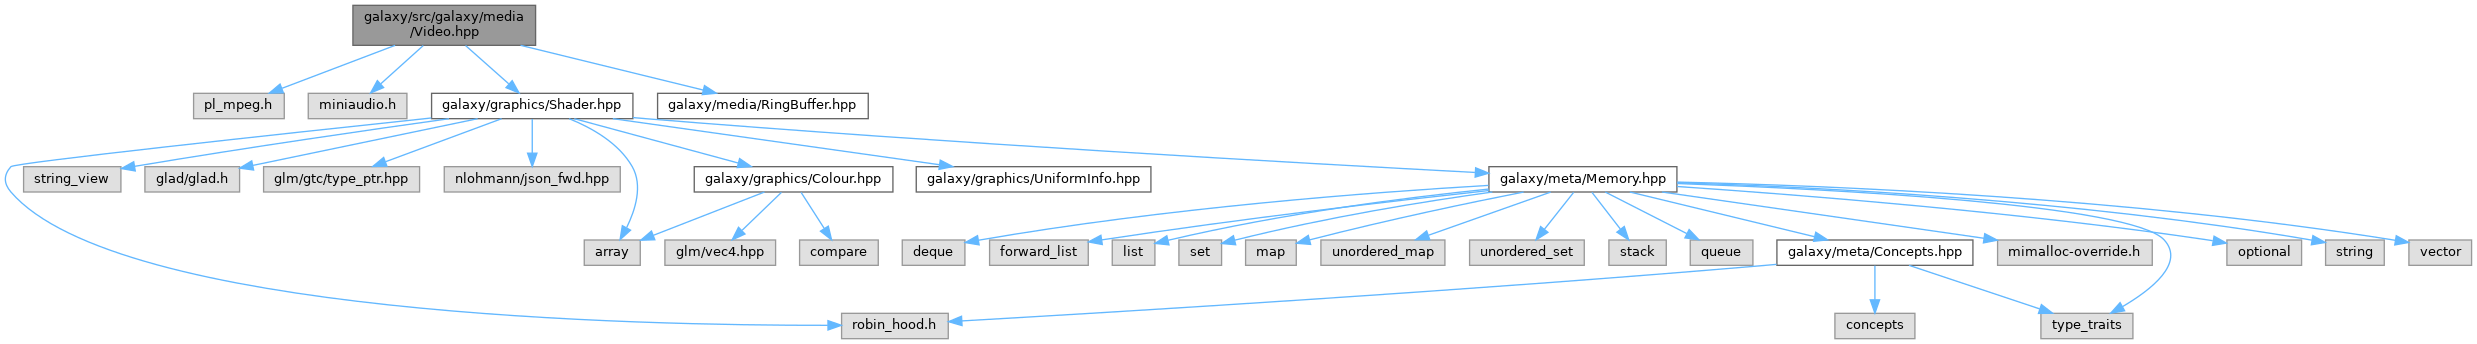 galaxy/src/galaxy/media
/Video.hpp
pl_mpeg.h
miniaudio.h
galaxy/graphics/Shader.hpp
galaxy/media/RingBuffer.hpp
string_view
glad/glad.h
glm/gtc/type_ptr.hpp
nlohmann/json_fwd.hpp
galaxy/graphics/Colour.hpp
galaxy/graphics/UniformInfo.hpp
galaxy/meta/Memory.hpp
array
glm/vec4.hpp
compare
deque
forward_list
list
set
map
unordered_map
unordered_set
stack
queue
galaxy/meta/Concepts.hpp
mimalloc-override.h
optional
string
vector
robin_hood.h
concepts
type_traits